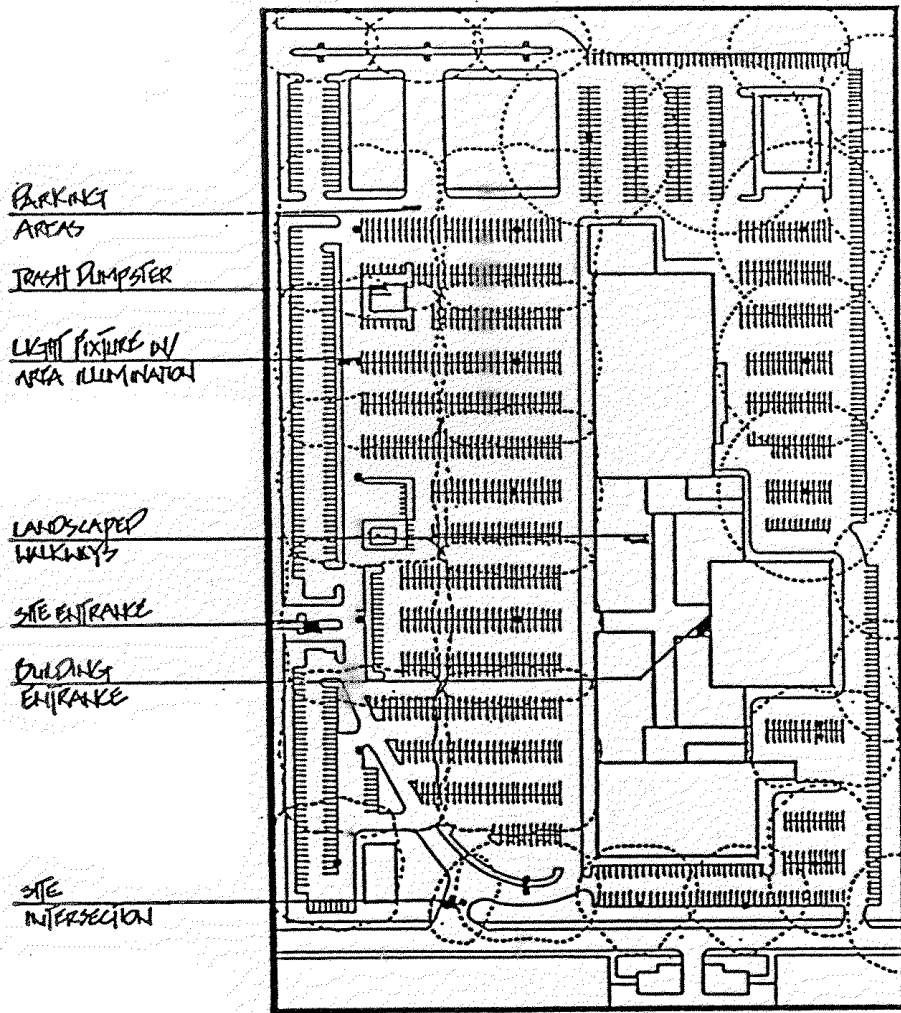 PARKING
AREAS
TRASH DUMPSTER
LIGHT FIXTURE W/
AREA ILLUMINATION
LANDSCAPED
WALKWAYS
SITE ENTRANCE
BUILDING
ENTRANCE
SITE
INTERSECTION